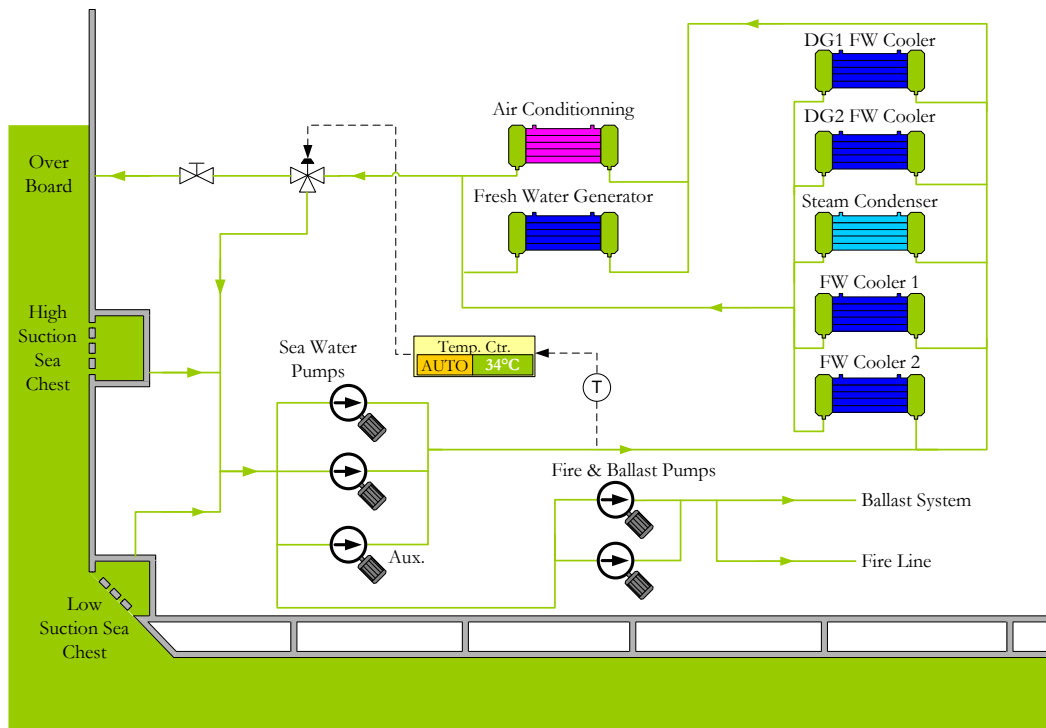 DG1 FW Cooler
Air Conditionning
DG2 FW Cooler
Over
Board
Fresh Water Generator
Steam Condenser
FW Cooler 1
High
Suction
Sea
Chest
Sea Water
Pumps
Temp. Ctr.
AUTO 34°C
T
FW Cooler 2
Fire & Ballast Pumps
Ballast System
Aux.
Fire Line
Low
Suction Sea
Chest